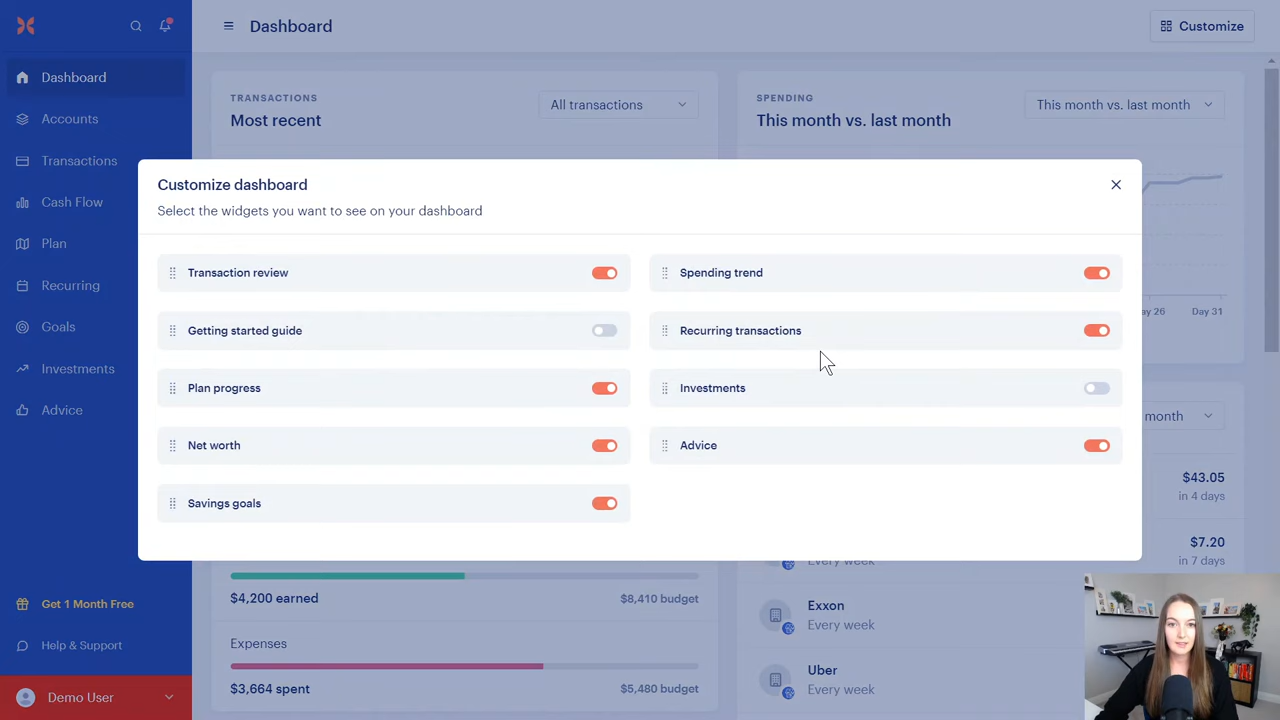 Dashboard
Customize
Dashboard
Accounts
Transactions
Cash Flow
Plan
Recurring
Goals
Investments
Advice
Get 1 Month Free
Help & Support
Demo User
TRANSACTIONS
Most recent
All transactions
SPENDING
This month vs. last month
This month vs. last month
Customize dashboard
Select the widgets you want to see on your dashboard
Transaction review
Spending trend
Getting started guide
Recurring transactions
Plan progress
Investments
Net worth
Advice
Savings goals
ay 26
Day 31
month
$43.05
in 4 days
$7.20
in 7 days
$4,200 earned
$8,410 budget
Expenses
$3,664 spent
$5,480 budget
Every week
Exxon
Every week
Uber
Every week